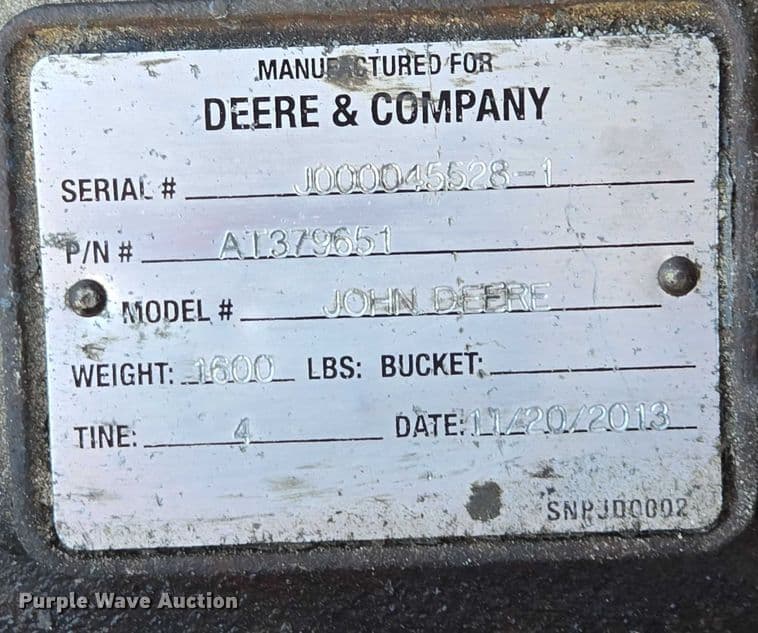 MANUFACTURED FOR
DEERE & COMPANY
SERIAL # J000045528-1
P/N # AT379651
MODEL # JOHN DEERE
WEIGHT: 1600 LBS: BUCKET:
TINE: 4 DATE: 11/20/2013
SNPJD0002
Purple Wave Auction